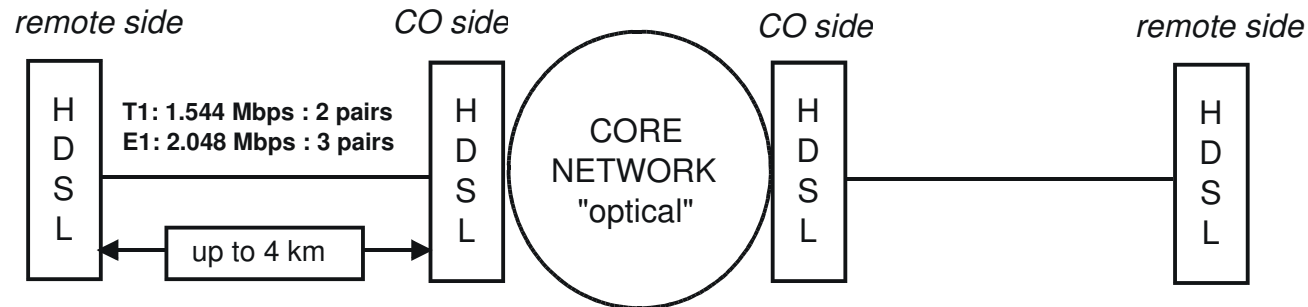 remote side
CO side
CO side
remote side
H
D
S
L
T1: 1.544 Mbps : 2 pairs
E1: 2.048 Mbps : 3 pairs
up to 4 km
H
D
S
L
CORE
NETWORK
"optical"
H
D
S
L
H
D
S
L